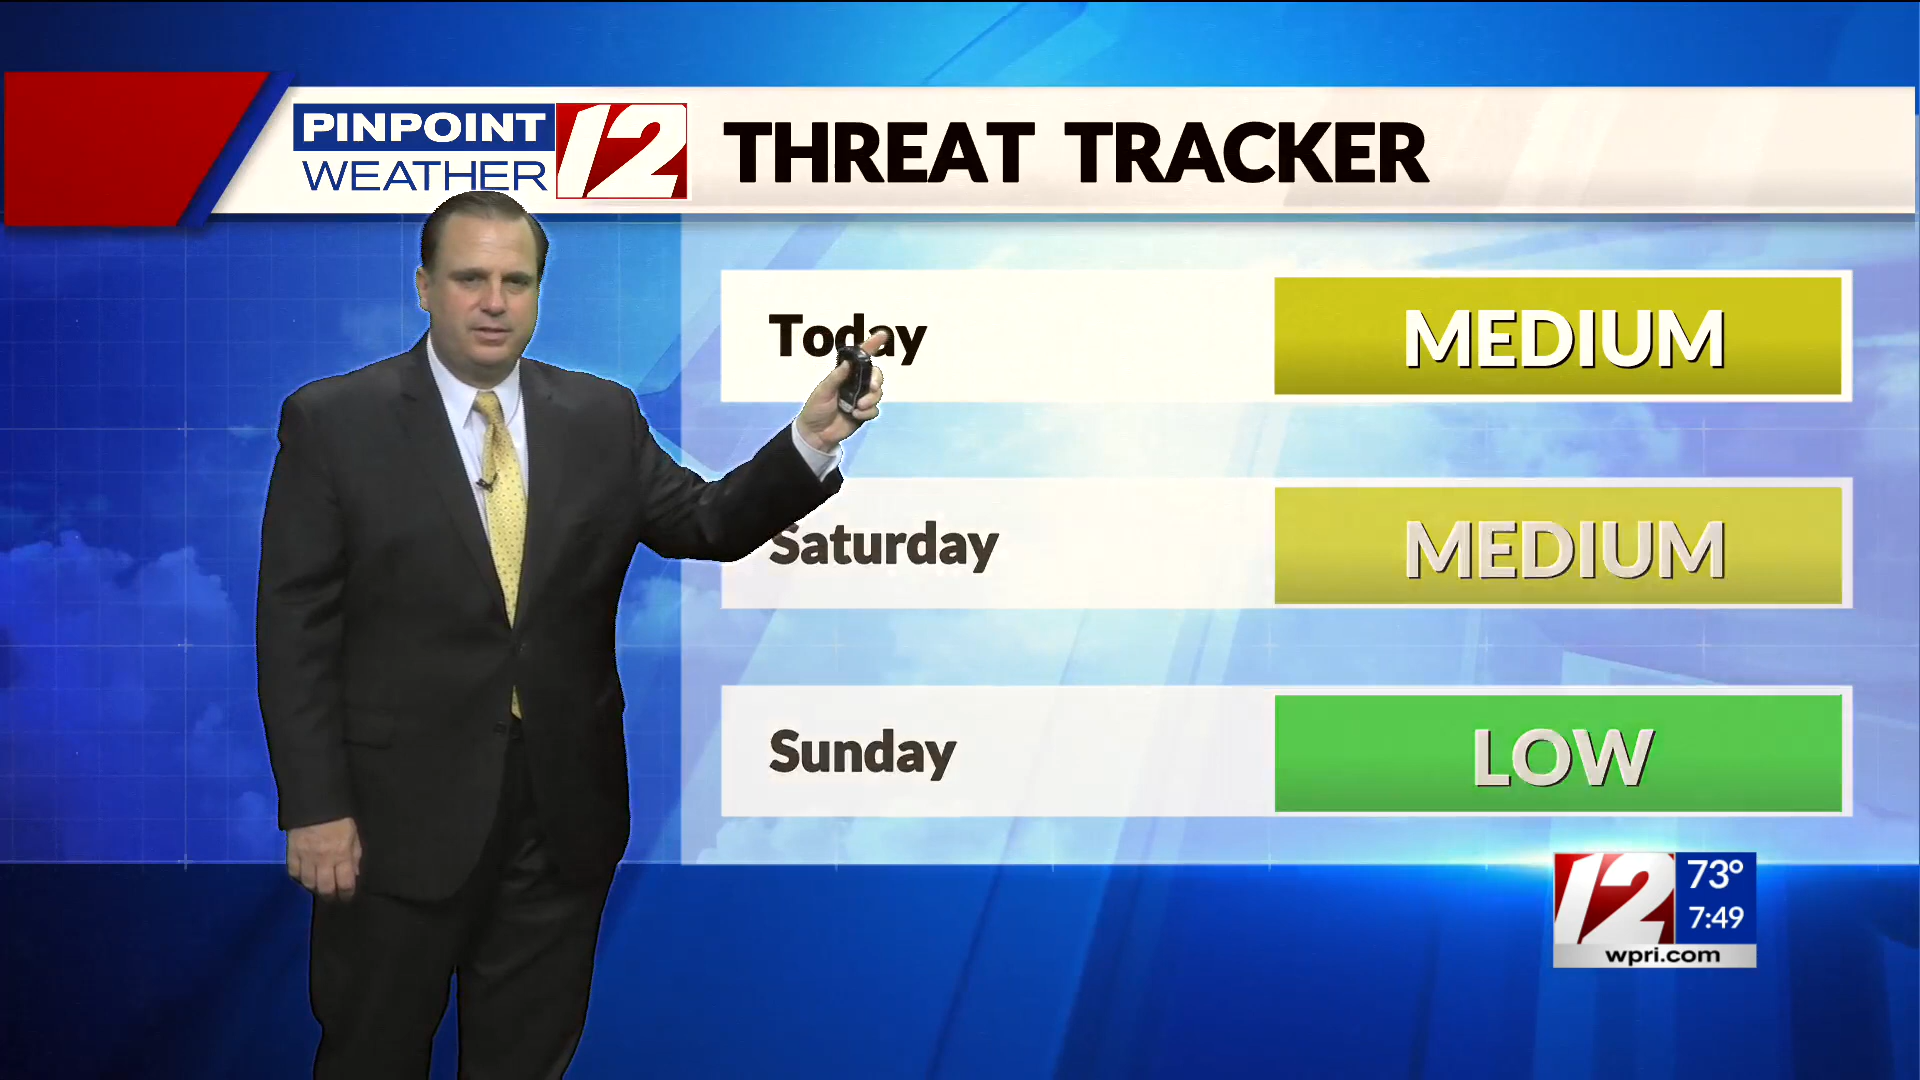 PINPOINT
WEATHER
12
THREAT TRACKER
Today
MEDIUM
Saturday
MEDIUM
Sunday
LOW
12
73°
7:49
wpri.com